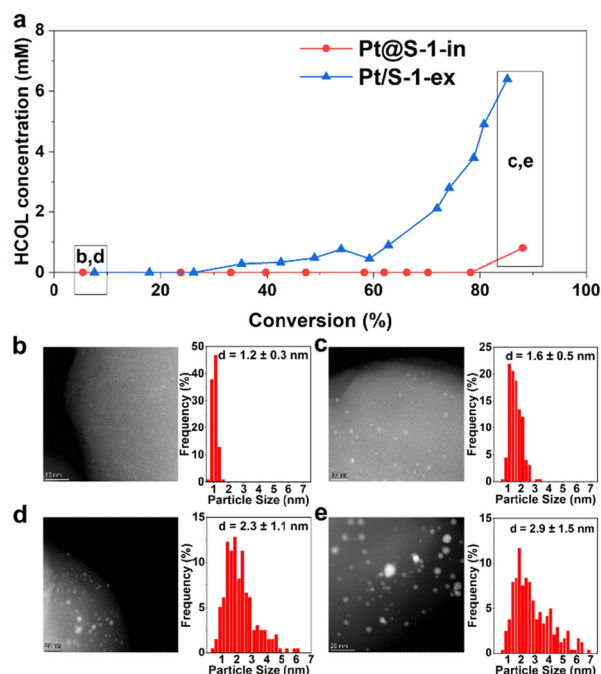 a
Pt@S-1-in
Pt/S-1-ex
HCOL concentration (mM)
8
6
4
2
0
c,e
b,d
0 20 40 60 80 100
Conversion (%)
b
d = 1.2 ± 0.3 nm
Frequency (%)
50
40
30
20
10
0
1 2 3 4 5 6 7
Particle Size (nm)
c
d = 1.6 ± 0.5 nm
Frequency (%)
25
20
15
10
5
0
1 2 3 4 5 6 7
Particle Size (nm)
d
d = 2.3 ± 1.1 nm
Frequency (%)
15
10
5
0
1 2 3 4 5 6 7
Particle Size (nm)
e
20 nm
d = 2.9 ± 1.5 nm
Frequency (%)
15
10
5
0
1 2 3 4 5 6 7
Particle Size (nm)